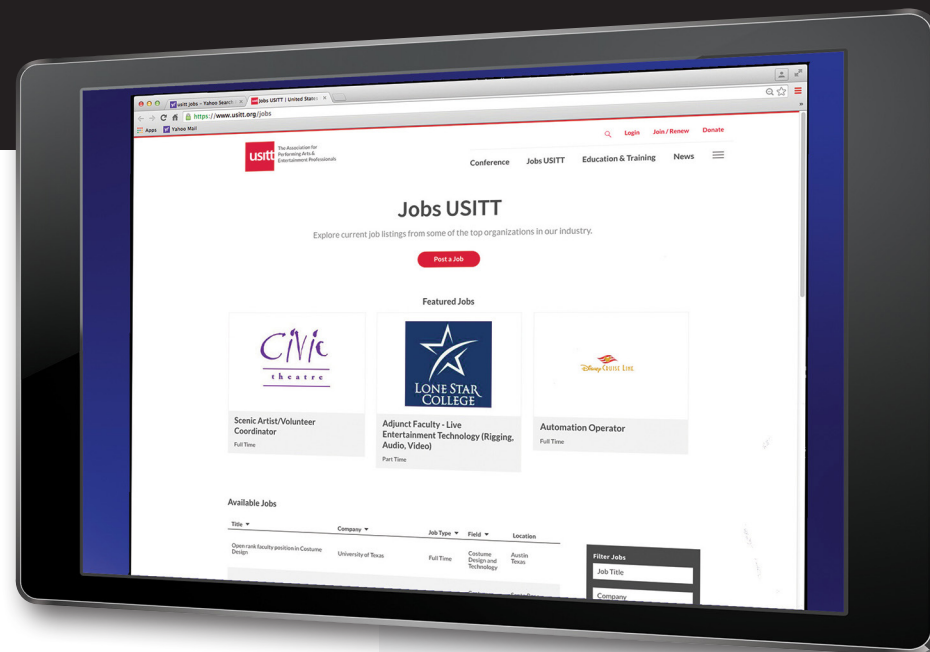 usitt jobs - Yahoo Search
Jobs USITT | United States
https://www.usitt.org/jobs
Apps Yahoo Mail
Login Join/Renew Donate
usitt
The Association for
Performing Arts &
Entertainment Professionals
Conference Jobs USITT Education & Training News
Jobs USITT
Explore current job listings from some of the top organizations in our industry.
Post a Job
Featured Jobs
CiVic
theatre
Scenic Artist/Volunteer
Coordinator
Full Time
LONE STAR
COLLEGE
Adjunct Faculty - Live
Entertainment Technology (Rigging,
Audio, Video)
Part Time
Disney CRUISE LINE
Automation Operator
Full Time
Available Jobs
Title Company Job Type Field Location
Open rank faculty position in Costume
Design
University of Texas
Full Time
Costume
Design and
Technology
Austin
Texas
Filter Jobs
Job Title
Company